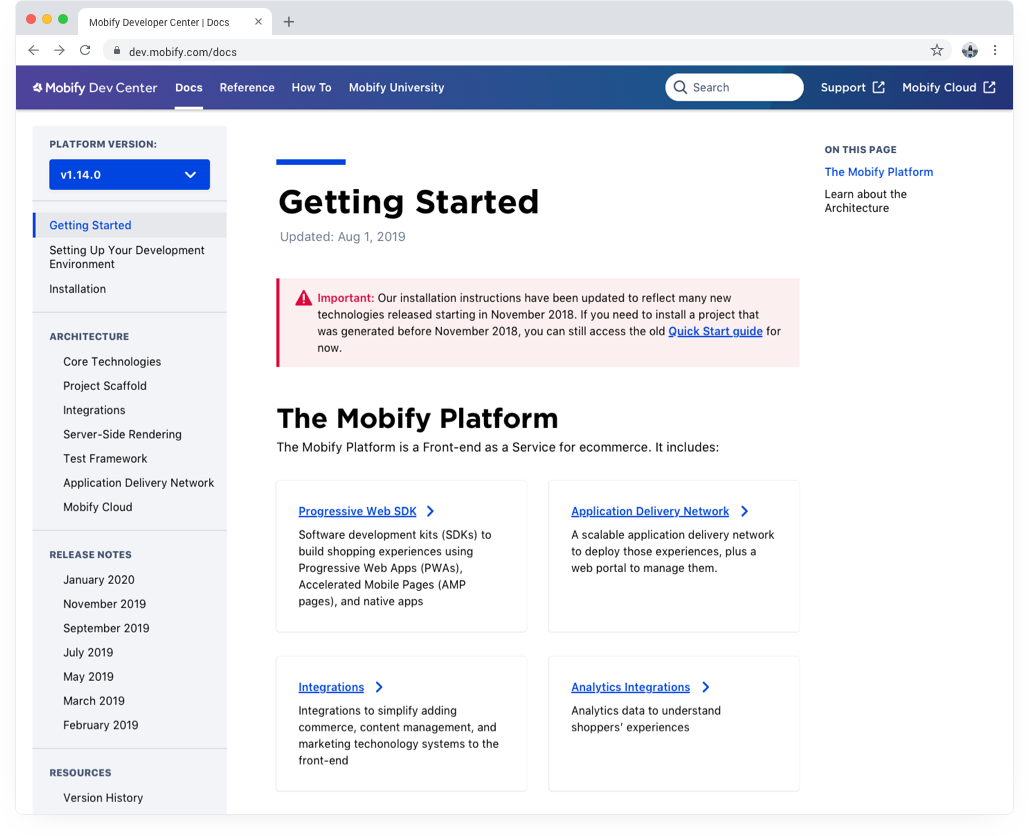 Mobify Developer Center | Docs
dev.mobify.com/docs
Mobify Dev Center
Docs
Reference
How To
Mobify University
Search
Support
Mobify Cloud
PLATFORM VERSION:
v1.14.0
Getting Started
Setting Up Your Development
Environment
Installation
ARCHITECTURE
Core Technologies
Project Scaffold
Integrations
Server-Side Rendering
Test Framework
Application Delivery Network
Mobify Cloud
RELEASE NOTES
January 2020
November 2019
September 2019
July 2019
May 2019
March 2019
February 2019
RESOURCES
Version History
Getting Started
Updated: Aug 1, 2019
Important: Our installation instructions have been updated to reflect many new
technologies released starting in November 2018. If you need to install a project that
was generated before November 2018, you can still access the old Quick Start guide for
now.
The Mobify Platform
The Mobify Platform is a Front-end as a Service for ecommerce. It includes:
Progressive Web SDK
Software development kits (SDKs) to
build shopping experiences using
Progressive Web Apps (PWAs),
Accelerated Mobile Pages (AMP
pages), and native apps
Application Delivery Network
A scalable application delivery network
to deploy those experiences, plus a
web portal to manage them.
Integrations
Integrations to simplify adding
commerce, content management, and
marketing techonology systems to the
front-end
Analytics Integrations
Analytics data to understand
shoppers’ experiences
ON THIS PAGE
The Mobify Platform
Learn about the
Architecture